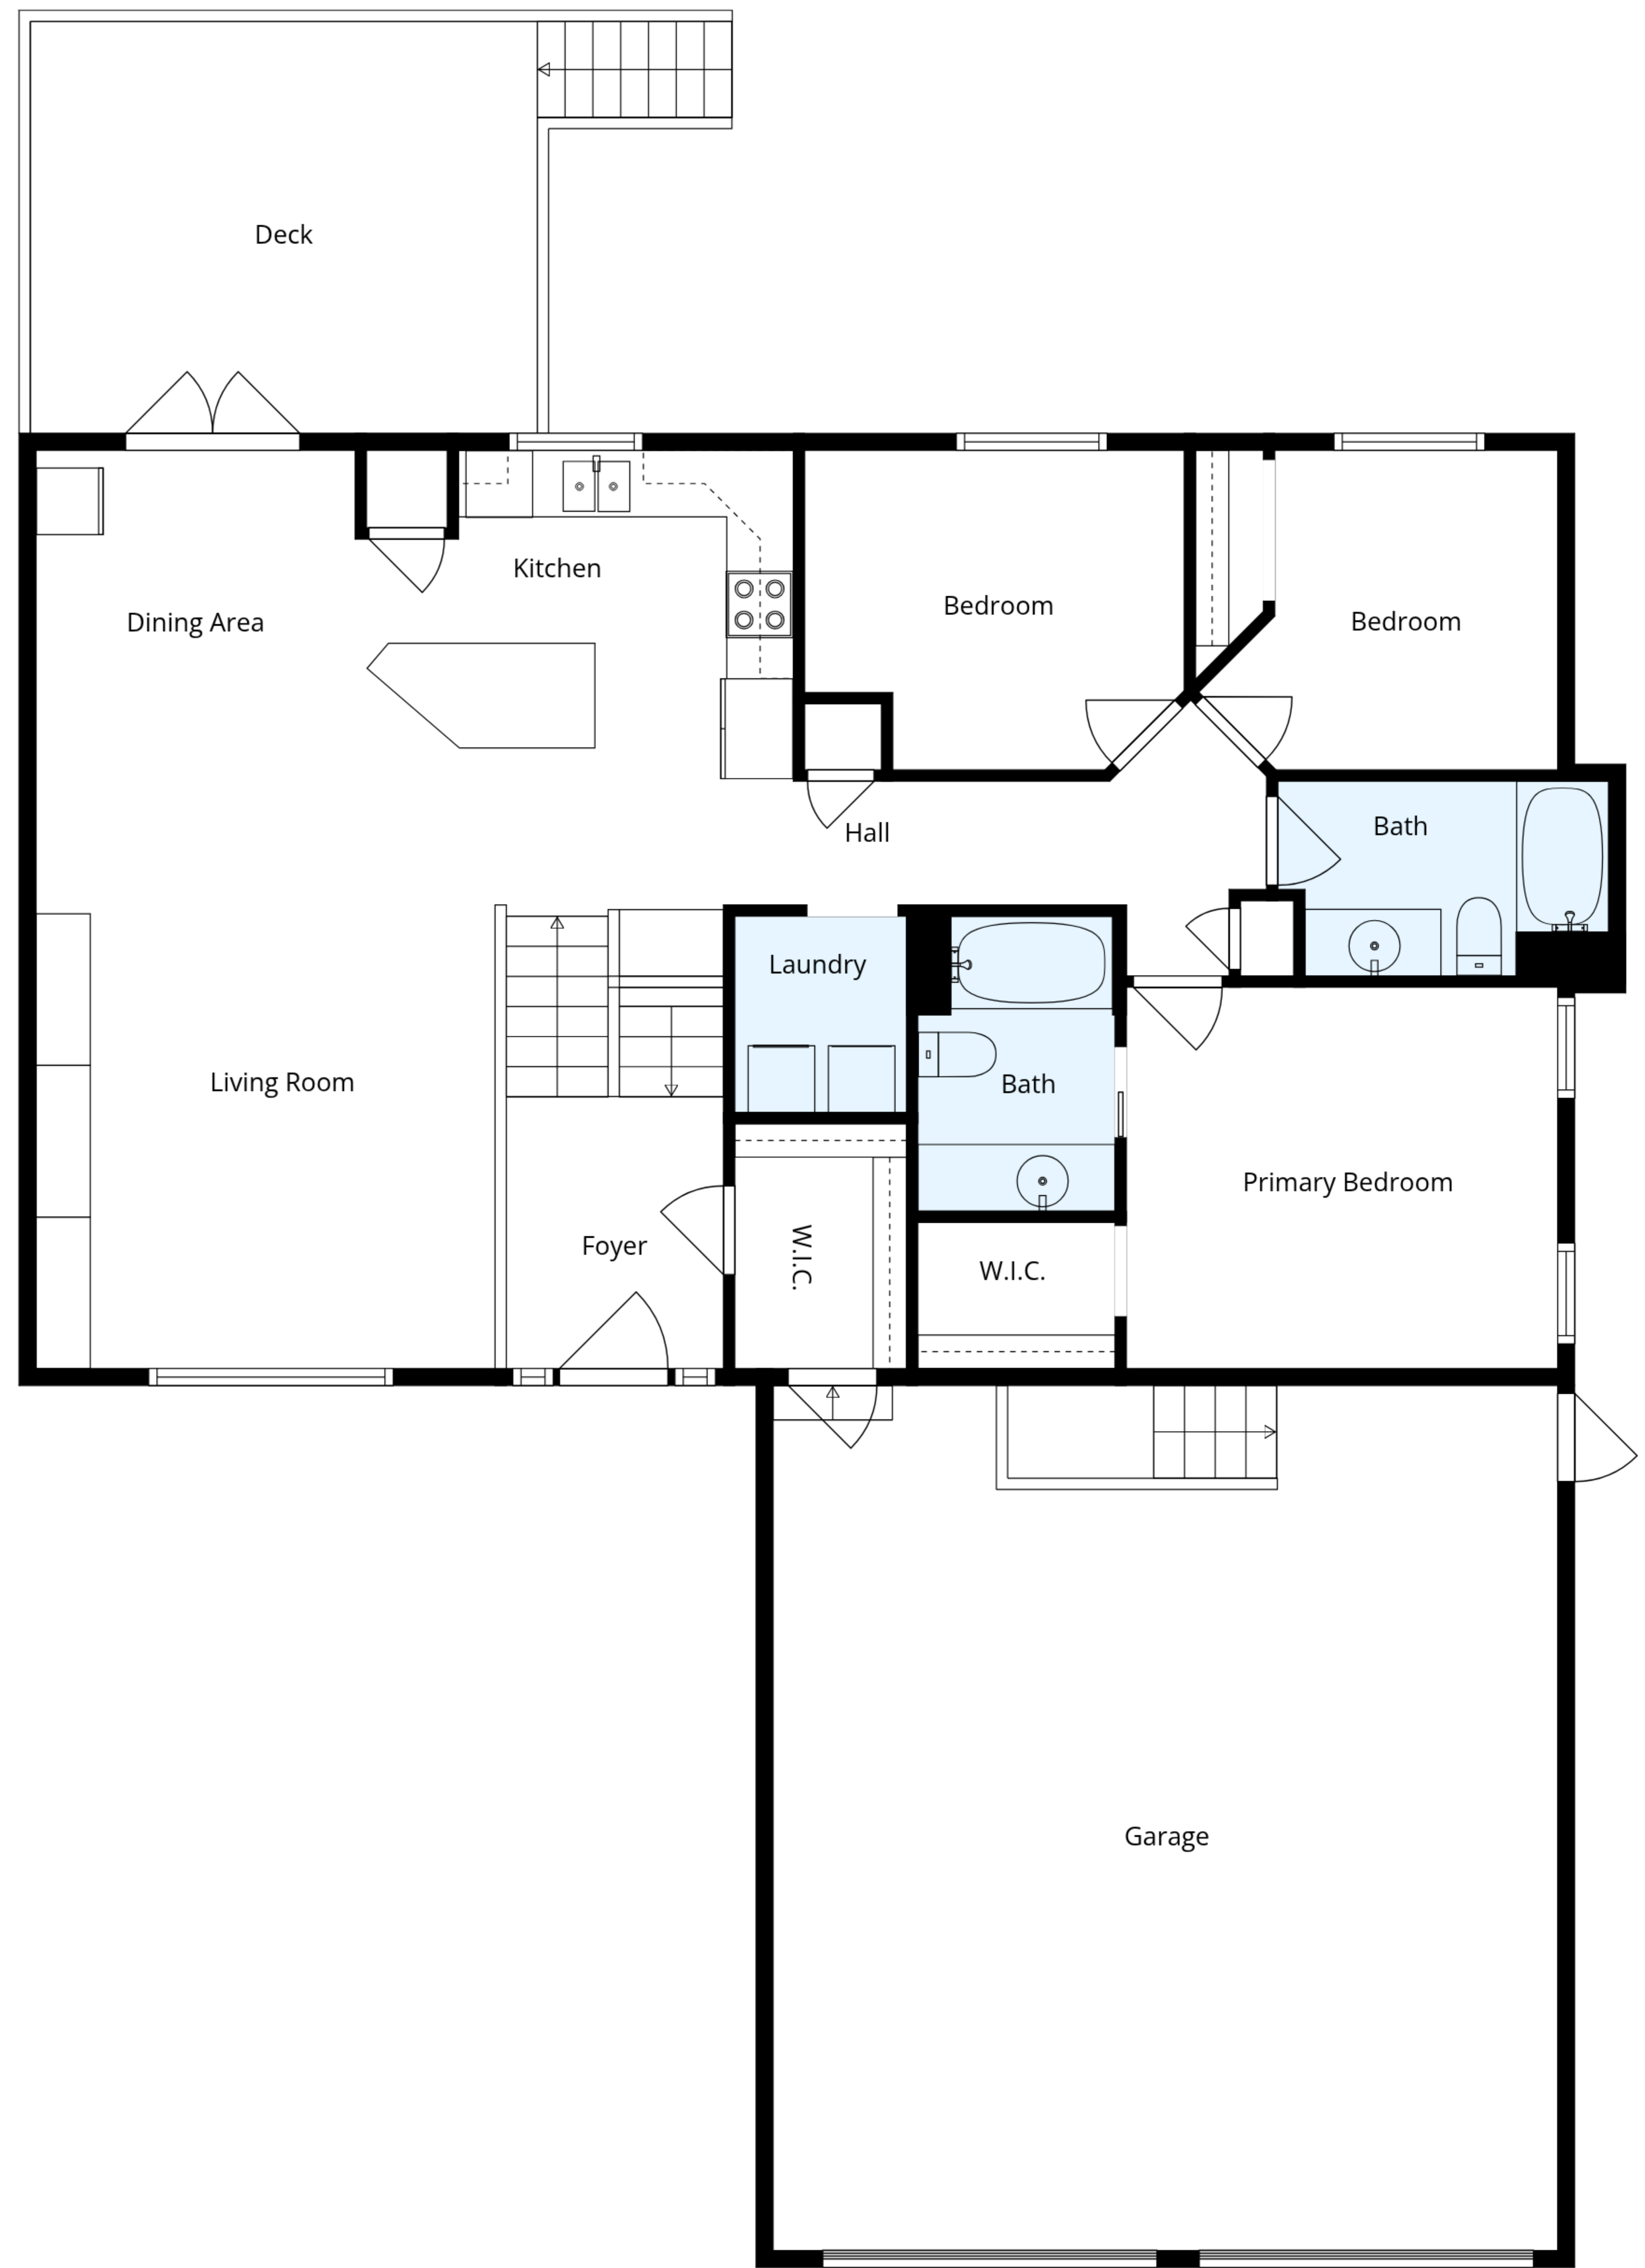 Deck
Kitchen
Dining Area
Bedroom
Bedroom
Hall
Bath
Laundry
Living Room
Bath
Primary Bedroom
Foyer
W.I.C.
W.I.C.
Garage